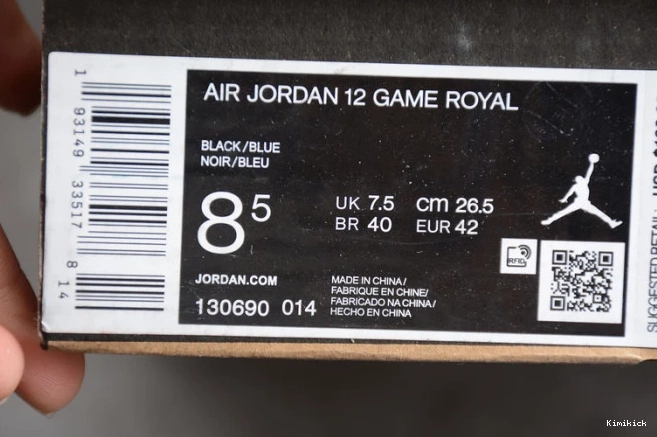 AIR JORDAN 12 GAME ROYAL
BLACK/BLUE
NOIR/BLEU
8 5
UK 7.5 cm 26.5
BR 40 EUR 42
RFID
JORDAN.COM
130690 014
MADE IN CHINA/
FABRIQUE EN CHINE/
FABRICADO NA CHINA/
HECHO EN CHINA
1 93149 33517 8 14
SUGGESTED RETAIL
Kimikick